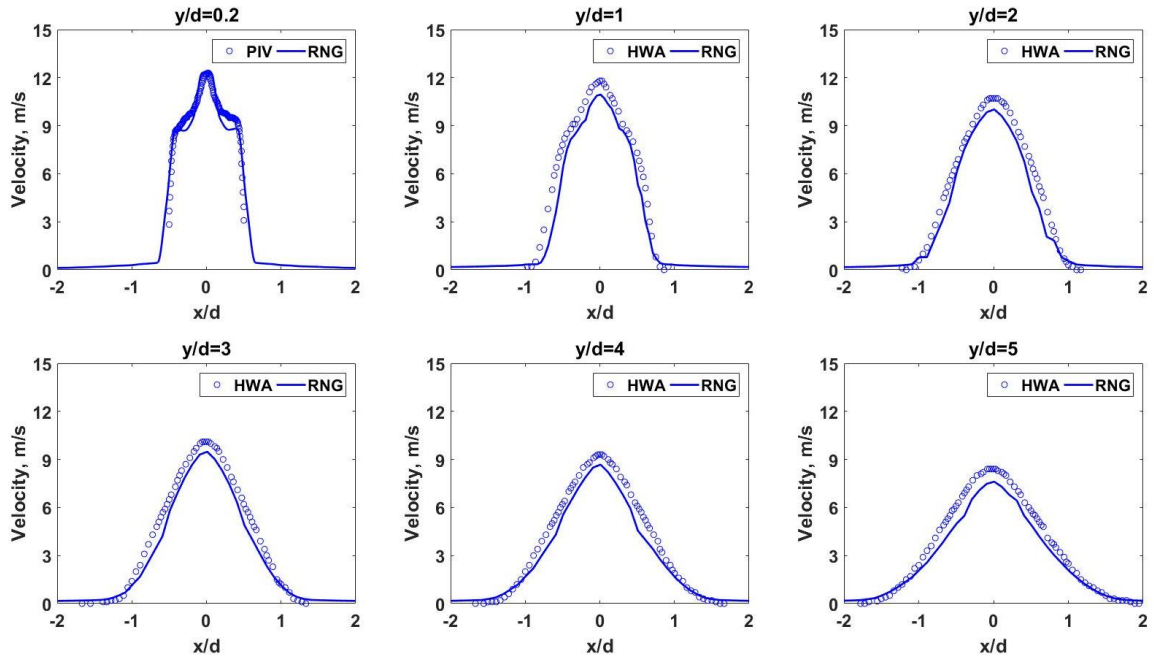 y/d=0.2
15
12
9
6
3
0
Velocity, m/s
PIV RNG
-2 -1 0 1 2
x/d
y/d=1
15
12
9
6
3
0
Velocity, m/s
HWA RNG
-2 -1 0 1 2
x/d
y/d=2
15
12
9
6
3
0
Velocity, m/s
HWA RNG
-2 -1 0 1 2
x/d
y/d=3
15
12
9
6
3
0
Velocity, m/s
HWA RNG
-2 -1 0 1 2
x/d
y/d=4
15
12
9
6
3
0
Velocity, m/s
HWA RNG
-2 -1 0 1 2
x/d
y/d=5
15
12
9
6
3
0
Velocity, m/s
HWA RNG
-2 -1 0 1 2
x/d